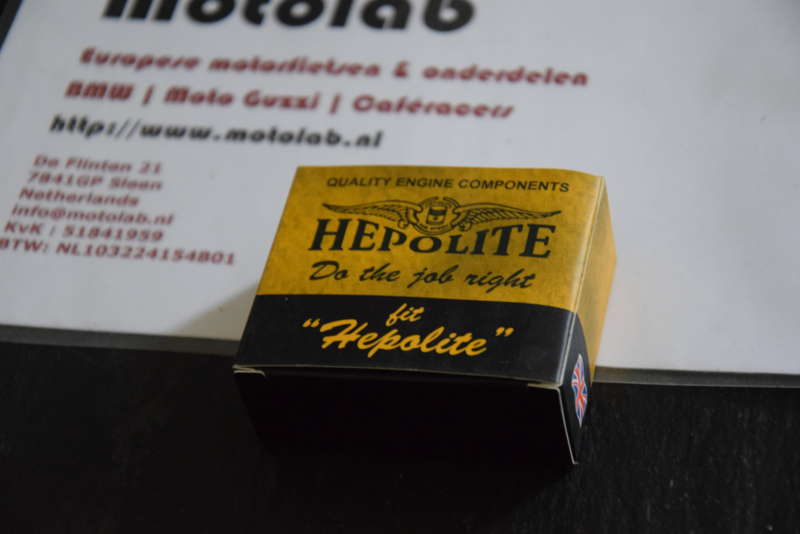 motolab
Europese motorfietsen & onderdelen
BMW | Moto Guzzi | Caféracers
http://www.motolab.nl
De Flinten 21
7841GP Sleen
Netherlands
info@motolab.nl
KvK : 51841959
BTW: NL103224154B01
QUALITY ENGINE COMPONENTS
HEPOLITE
Do the job right
fit
"Hepolite"